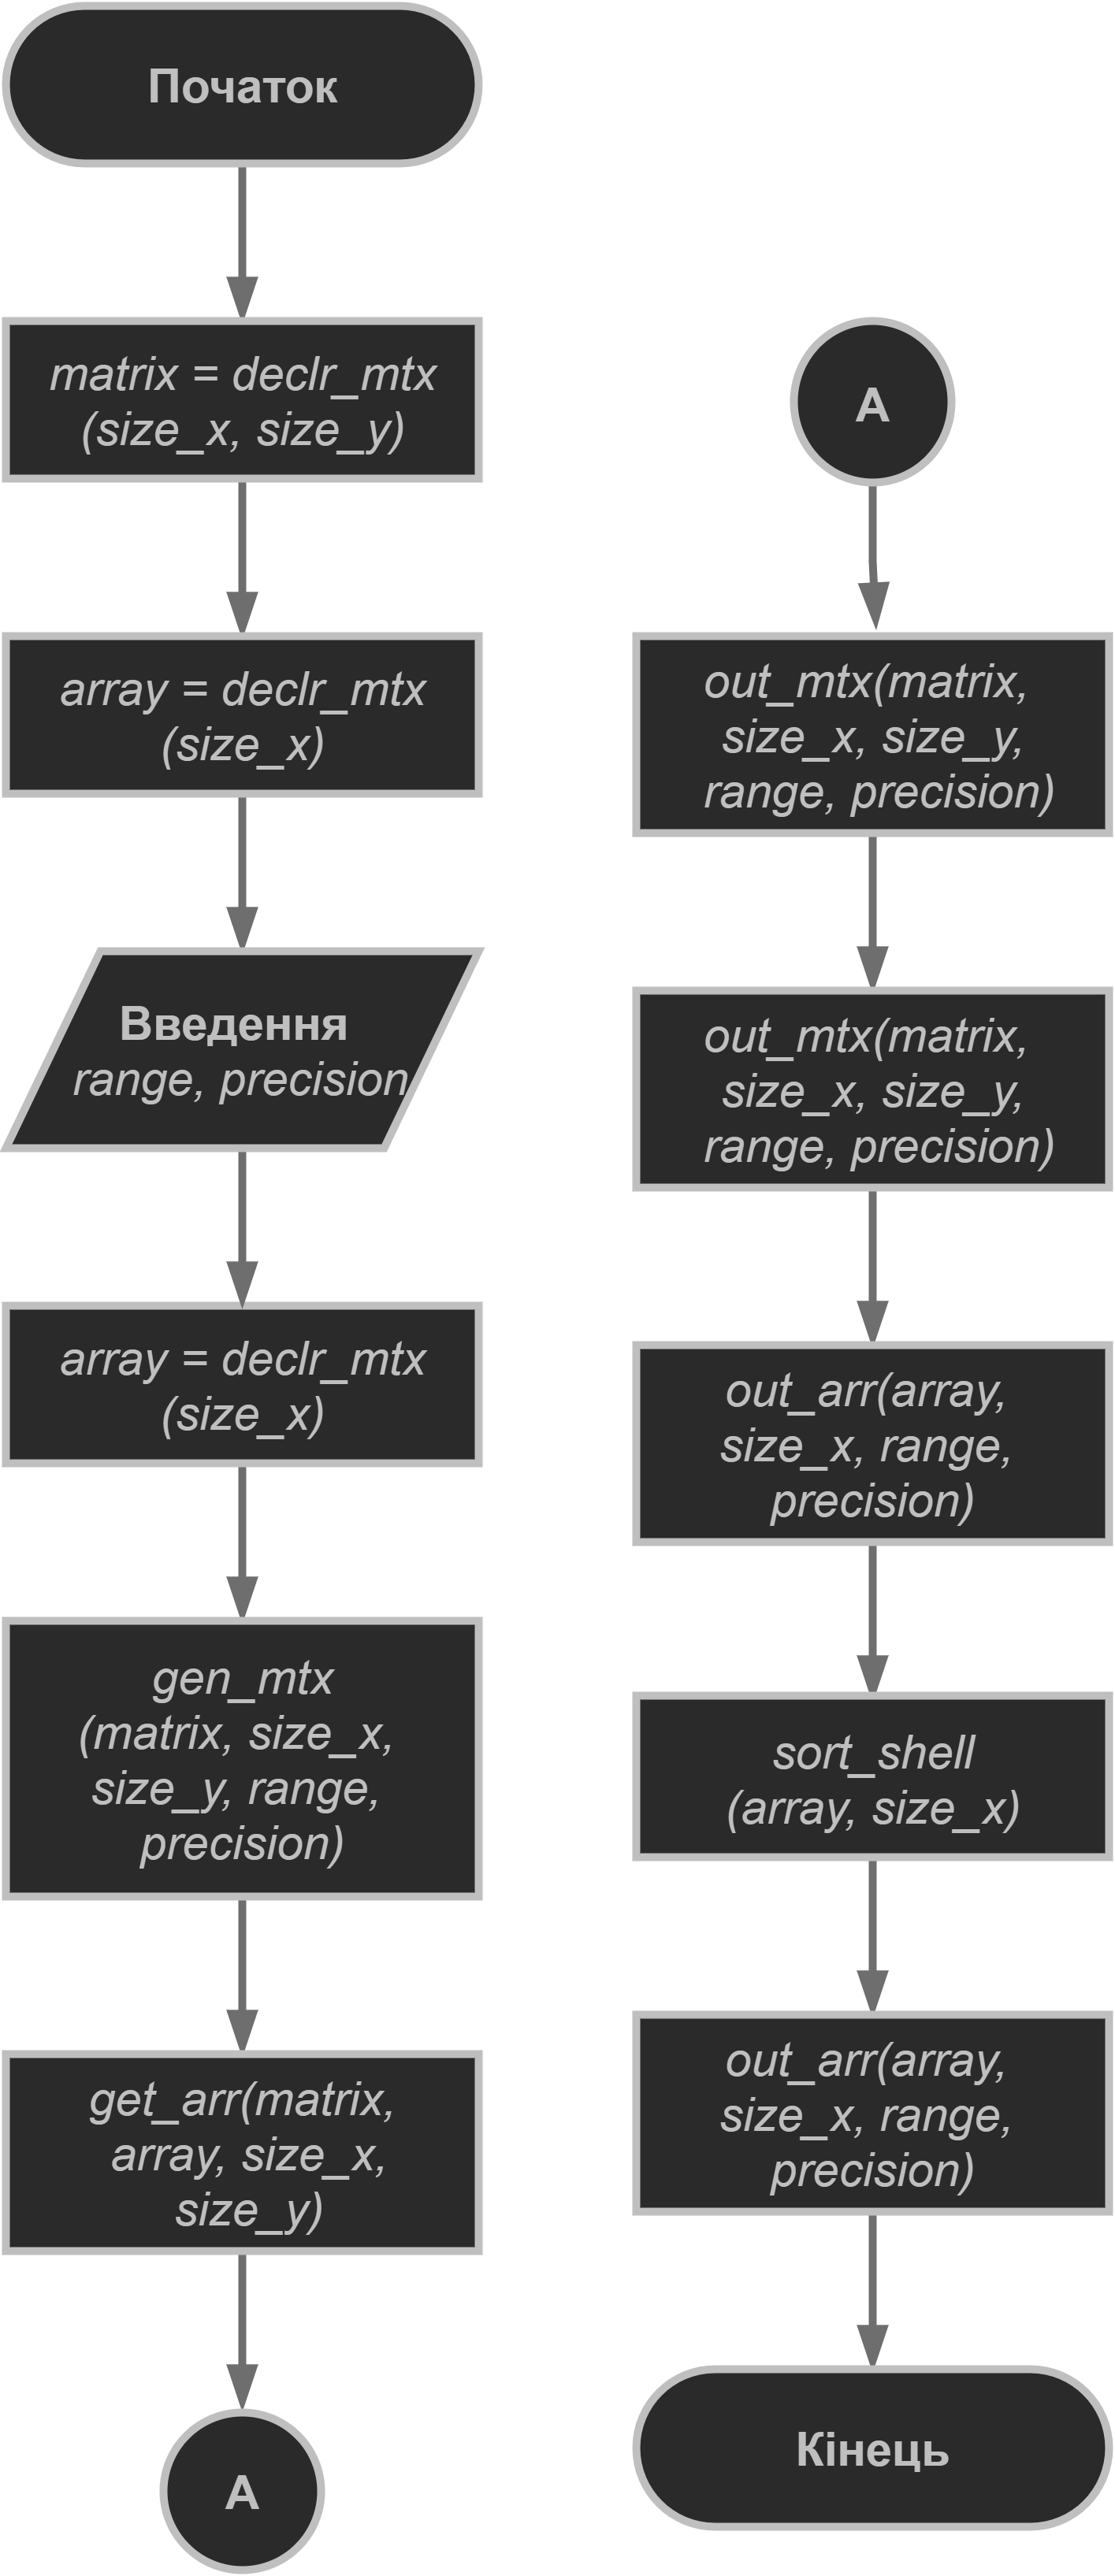 Початок
matrix = declr_mtx
(size_x, size_y)
array = declr_mtx
(size_x)
Введення
range, precision
array = declr_mtx
(size_x)
gen_mtx
(matrix, size_x,
size_y, range,
precision)
get_arr(matrix,
array, size_x,
size_y)
A
A
out_mtx(matrix,
size_x, size_y,
range, precision)
out_mtx(matrix,
size_x, size_y,
range, precision)
out_arr(array,
size_x, range,
precision)
sort_shell
(array, size_x)
out_arr(array,
size_x, range,
precision)
Кінець